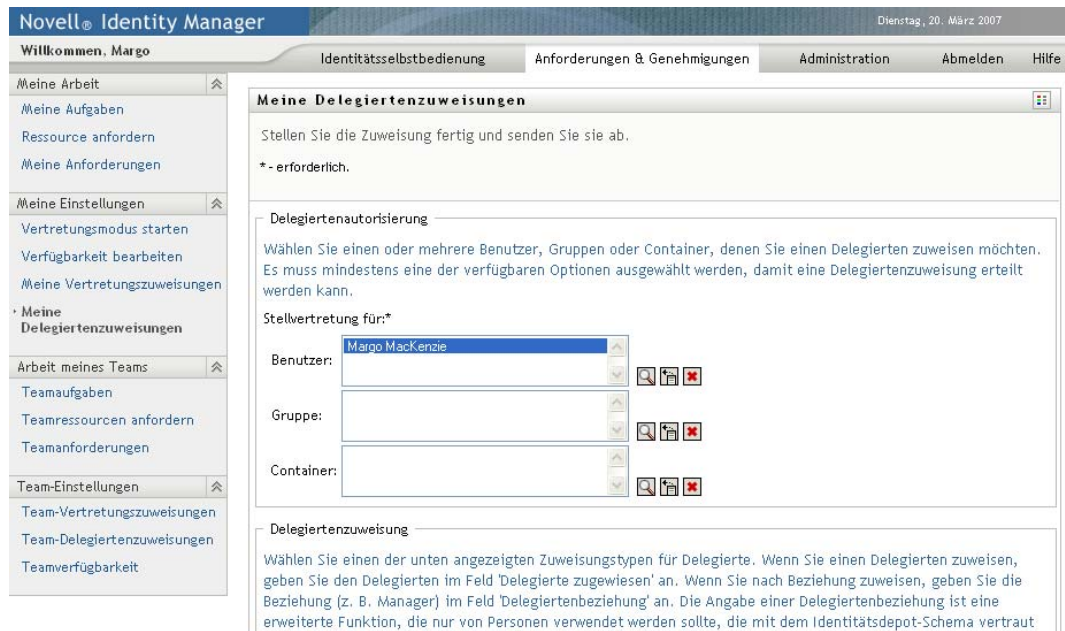 Novell® Identity Manager
Dienstag, 20. März 2007
Willkommen, Margo
Identitätsselbstbedienung
Anforderungen & Genehmigungen
Administration
Abmelden
Hilfe
Meine Arbeit
Meine Aufgaben
Ressource anfordern
Meine Anforderungen
Meine Einstellungen
Vertretungsmodus starten
Verfügbarkeit bearbeiten
Meine Vertretungszuweisungen
Meine
Delegiertenzuweisungen
Arbeit meines Teams
Teamaufgaben
Teamressourcen anfordern
Teamanforderungen
Team-Einstellungen
Team-Vertretungszuweisungen
Team-Delegiertenzuweisungen
Teamverfügbarkeit
Meine Delegiertenzuweisungen
Stellen Sie die Zuweisung fertig und senden Sie sie ab.
* - erforderlich.
Delegiertenautorisierung
Wählen Sie einen oder mehrere Benutzer, Gruppen oder Container, denen Sie einen Delegierten zuweisen möchten.
Es muss mindestens eine der verfügbaren Optionen ausgewählt werden, damit eine Delegiertenzuweisung erteilt
werden kann.
Stellvertretung für:*
Benutzer:
Margo MacKenzie
Gruppe:
Container:
Delegiertenzuweisung
Wählen Sie einen der unten angezeigten Zuweisungstypen für Delegierte. Wenn Sie einen Delegierten zuweisen,
geben Sie den Delegierten im Feld 'Delegierte zugewiesen' an. Wenn Sie nach Beziehung zuweisen, geben Sie die
Beziehung (z. B. Manager) im Feld 'Delegiertenbeziehung' an. Die Angabe einer Delegiertenbeziehung ist eine
erweiterte Funktion, die nur von Personen verwendet werden sollte, die mit dem Identitätsdepot-Schema vertraut